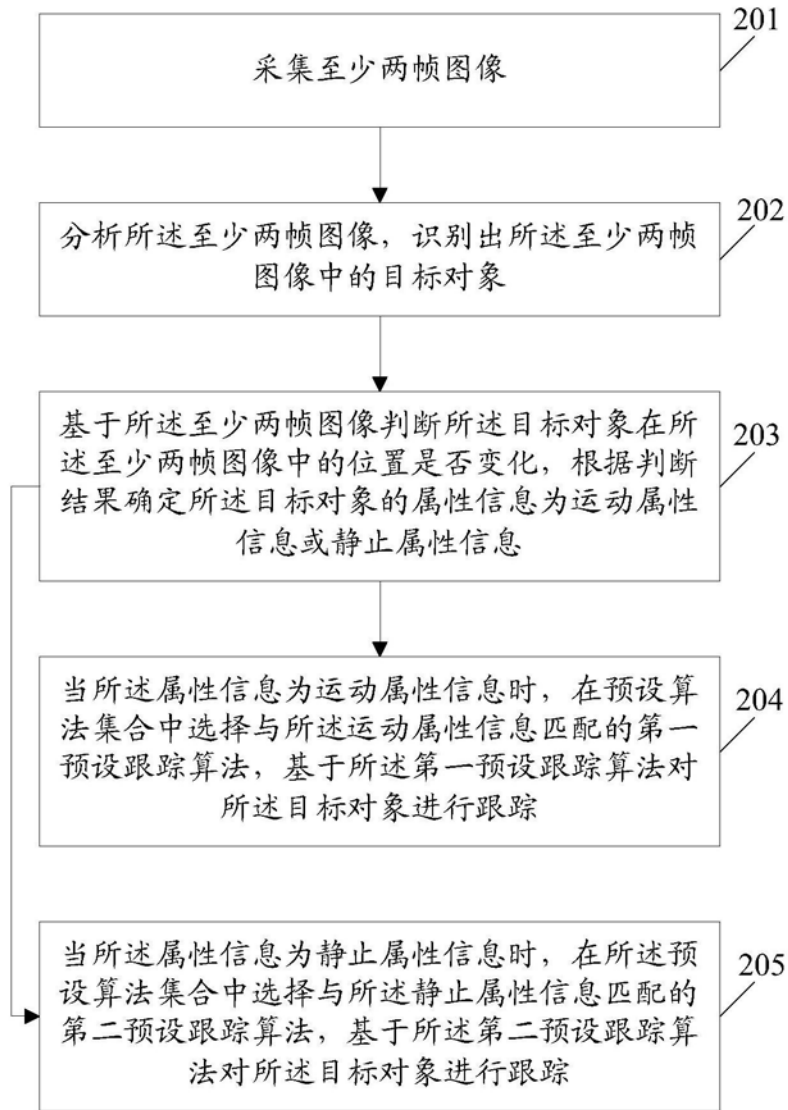 201
采集至少两帧图像
202
分析所述至少两帧图像，识别出所述至少两帧
图像中的目标对象
203
基于所述至少两帧图像判断所述目标对象在所
述至少两帧图像中的位置是否变化，根据判断
结果确定所述目标对象的属性信息为运动属性
信息或静止属性信息
204
当所述属性信息为运动属性信息时，在预设算
法集合中选择与所述运动属性信息匹配的第一
预设跟踪算法，基于所述第一预设跟踪算法对
所述目标对象进行跟踪
205
当所述属性信息为静止属性信息时，在所述预
设算法集合中选择与所述静止属性信息匹配的
第二预设跟踪算法，基于所述第二预设跟踪算
法对所述目标对象进行跟踪